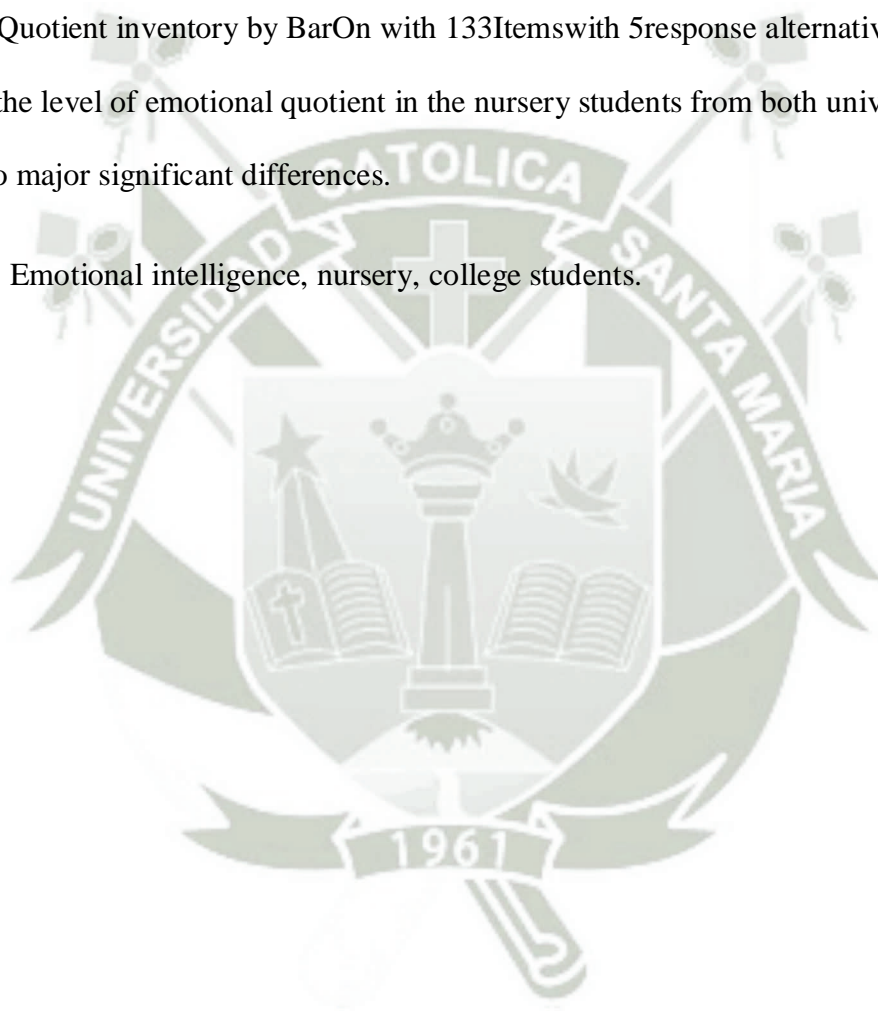 Quotient inventory by BarOn with 133Itemswith 5response alternativ
the level of emotional quotient in the nursery students from both univ
o major significant differences.
Emotional intelligence, nursery, college students.
UNIVERSIDAD CATOLICA SANTA MARIA
1961